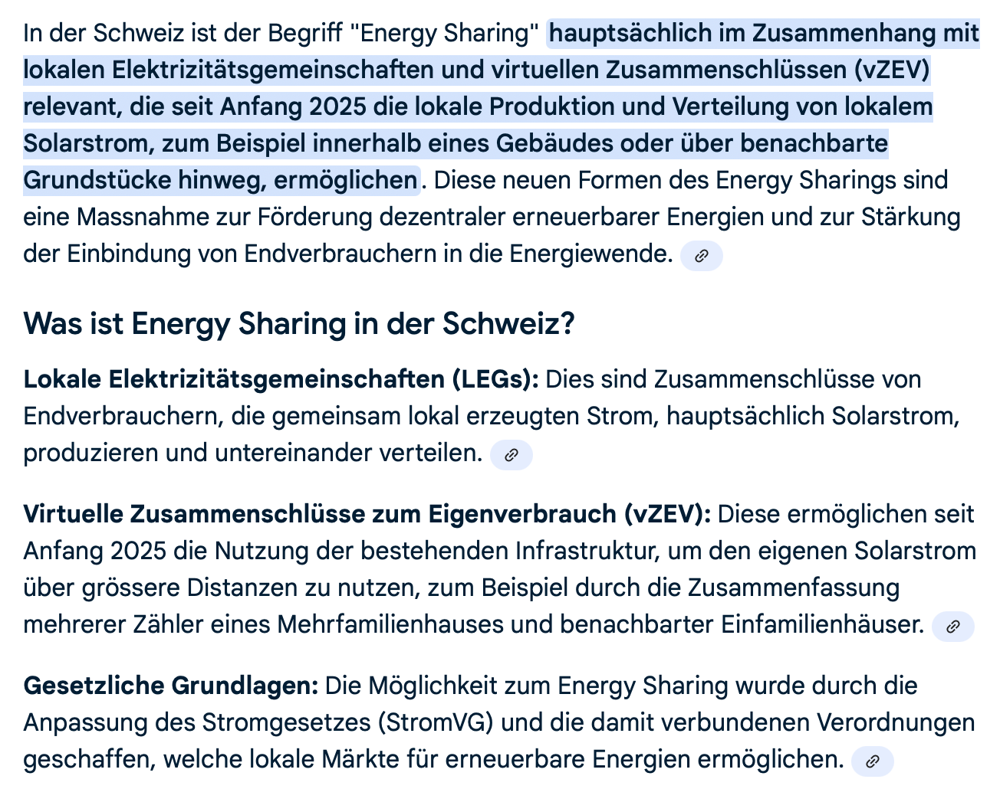 In der Schweiz ist der Begriff "Energy Sharing" hauptsächlich im Zusammenhang mit
lokalen Elektrizitätsgemeinschaften und virtuellen Zusammenschlüssen (vZEV)
relevant, die seit Anfang 2025 die lokale Produktion und Verteilung von lokalem
Solarstrom, zum Beispiel innerhalb eines Gebäudes oder über benachbarte
Grundstücke hinweg, ermöglichen. Diese neuen Formen des Energy Sharings sind
eine Massnahme zur Förderung dezentraler erneuerbarer Energien und zur Stärkung
der Einbindung von Endverbrauchern in die Energiewende.
Was ist Energy Sharing in der Schweiz?
Lokale Elektrizitätsgemeinschaften (LEGs): Dies sind Zusammenschlüsse von
Endverbrauchern, die gemeinsam lokal erzeugten Strom, hauptsächlich Solarstrom,
produzieren und untereinander verteilen.
Virtuelle Zusammenschlüsse zum Eigenverbrauch (vZEV): Diese ermöglichen seit
Anfang 2025 die Nutzung der bestehenden Infrastruktur, um den eigenen Solarstrom
über grössere Distanzen zu nutzen, zum Beispiel durch die Zusammenfassung
mehrerer Zähler eines Mehrfamilienhauses und benachbarter Einfamilienhäuser.
Gesetzliche Grundlagen: Die Möglichkeit zum Energy Sharing wurde durch die
Anpassung des Stromgesetzes (StromVG) und die damit verbundenen Verordnungen
geschaffen, welche lokale Märkte für erneuerbare Energien ermöglichen.